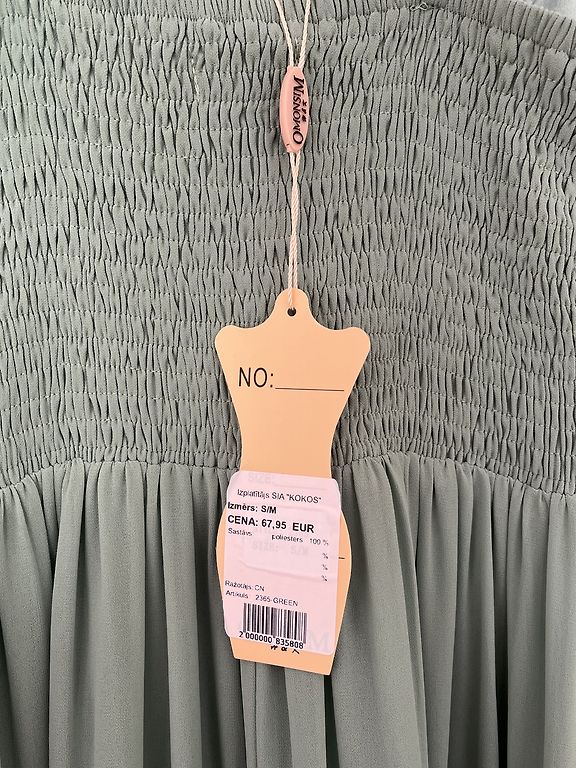 WISNOMO
NO:
Izplatītājs SIA "KOKOS"
Izmērs: S/M
CENA: 67,95 EUR
Sastāvs: poliesters 100 %
%
%
%
Ražotājs: CN
Artikuls: 2365-GREEN
2 000000 835808